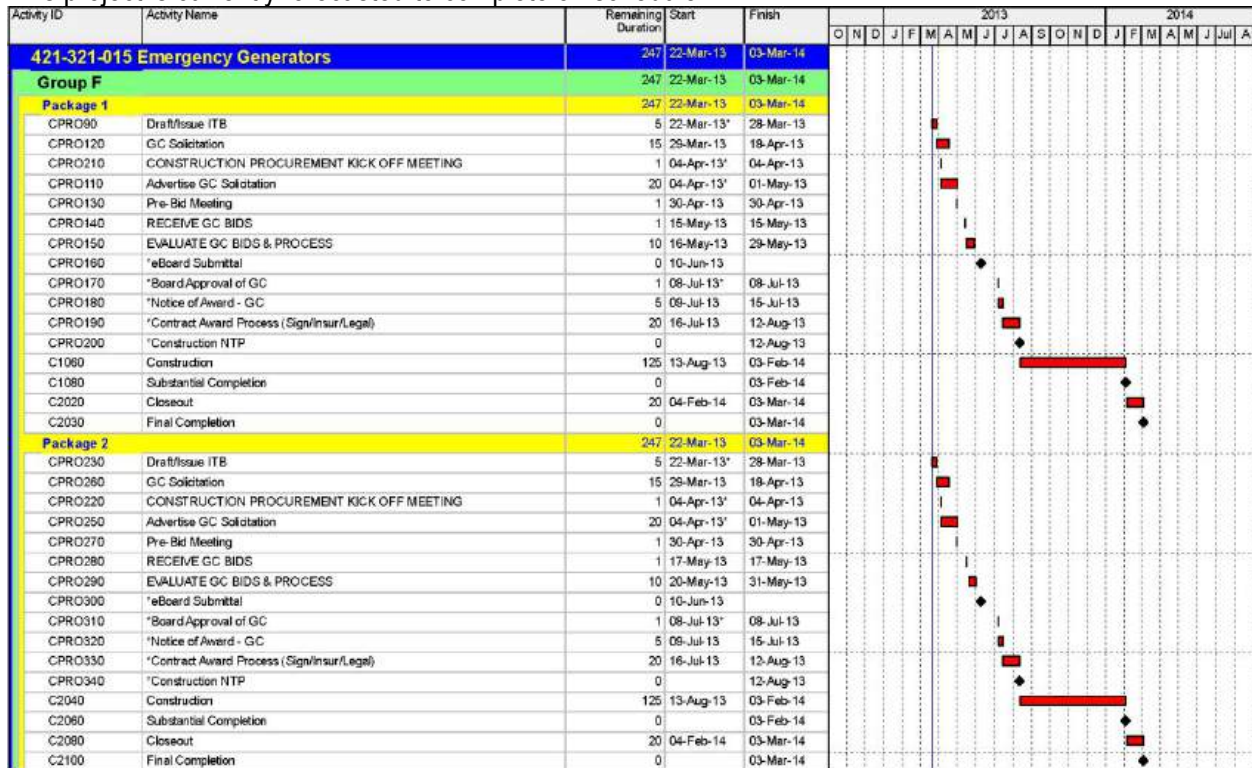 Activity ID Activity Name Remaining Duration Start Finish 2013 2014
O N D J F M A M J J A S O N D J F M A M J Jul A
421-321-015 Emergency Generators 247 22-Mar-13 03-Mar-14
Group F 247 22-Mar-13 03-Mar-14
Package 1 247 22-Mar-13 03-Mar-14
CPRO90 Draft/Issue ITB 5 22-Mar-13* 28-Mar-13
CPRO120 GC Solicitation 15 29-Mar-13 18-Apr-13
CPRO210 CONSTRUCTION PROCUREMENT KICK OFF MEETING 1 04-Apr-13* 04-Apr-13
CPRO110 Advertise GC Solicitation 20 04-Apr-13* 01-May-13
CPRO130 Pre-Bid Meeting 1 30-Apr-13 30-Apr-13
CPRO140 RECEIVE GC BIDS 1 15-May-13 15-May-13
CPRO150 EVALUATE GC BIDS & PROCESS 10 16-May-13 29-May-13
CPRO160 *eBoard Submittal 0 10-Jun-13
CPRO170 *Board Approval of GC 1 08-Jul-13* 08-Jul-13
CPRO180 *Notice of Award - GC 5 09-Jul-13 15-Jul-13
CPRO190 *Contract Award Process (Sign/Insur/Legal) 20 16-Jul-13 12-Aug-13
CPRO200 *Construction NTP 0 12-Aug-13
C1060 Construction 125 13-Aug-13 03-Feb-14
C1080 Substantial Completion 0 03-Feb-14
C2020 Closeout 20 04-Feb-14 03-Mar-14
C2030 Final Completion 0 03-Mar-14
Package 2 247 22-Mar-13 03-Mar-14
CPRO230 Draft/Issue ITB 5 22-Mar-13* 28-Mar-13
CPRO260 GC Solicitation 15 29-Mar-13 18-Apr-13
CPRO220 CONSTRUCTION PROCUREMENT KICK OFF MEETING 1 04-Apr-13* 04-Apr-13
CPRO250 Advertise GC Solicitation 20 04-Apr-13* 01-May-13
CPRO270 Pre-Bid Meeting 1 30-Apr-13 30-Apr-13
CPRO280 RECEIVE GC BIDS 1 17-May-13 17-May-13
CPRO290 EVALUATE GC BIDS & PROCESS 10 20-May-13 31-May-13
CPRO300 *eBoard Submittal 0 10-Jun-13
CPRO310 *Board Approval of GC 1 08-Jul-13* 08-Jul-13
CPRO320 *Notice of Award - GC 5 09-Jul-13 15-Jul-13
CPRO330 *Contract Award Process (Sign/Insur/Legal) 20 16-Jul-13 12-Aug-13
CPRO340 *Construction NTP 0 12-Aug-13
C2040 Construction 125 13-Aug-13 03-Feb-14
C2060 Substantial Completion 0 03-Feb-14
C2080 Closeout 20 04-Feb-14 03-Mar-14
C2100 Final Completion 0 03-Mar-14